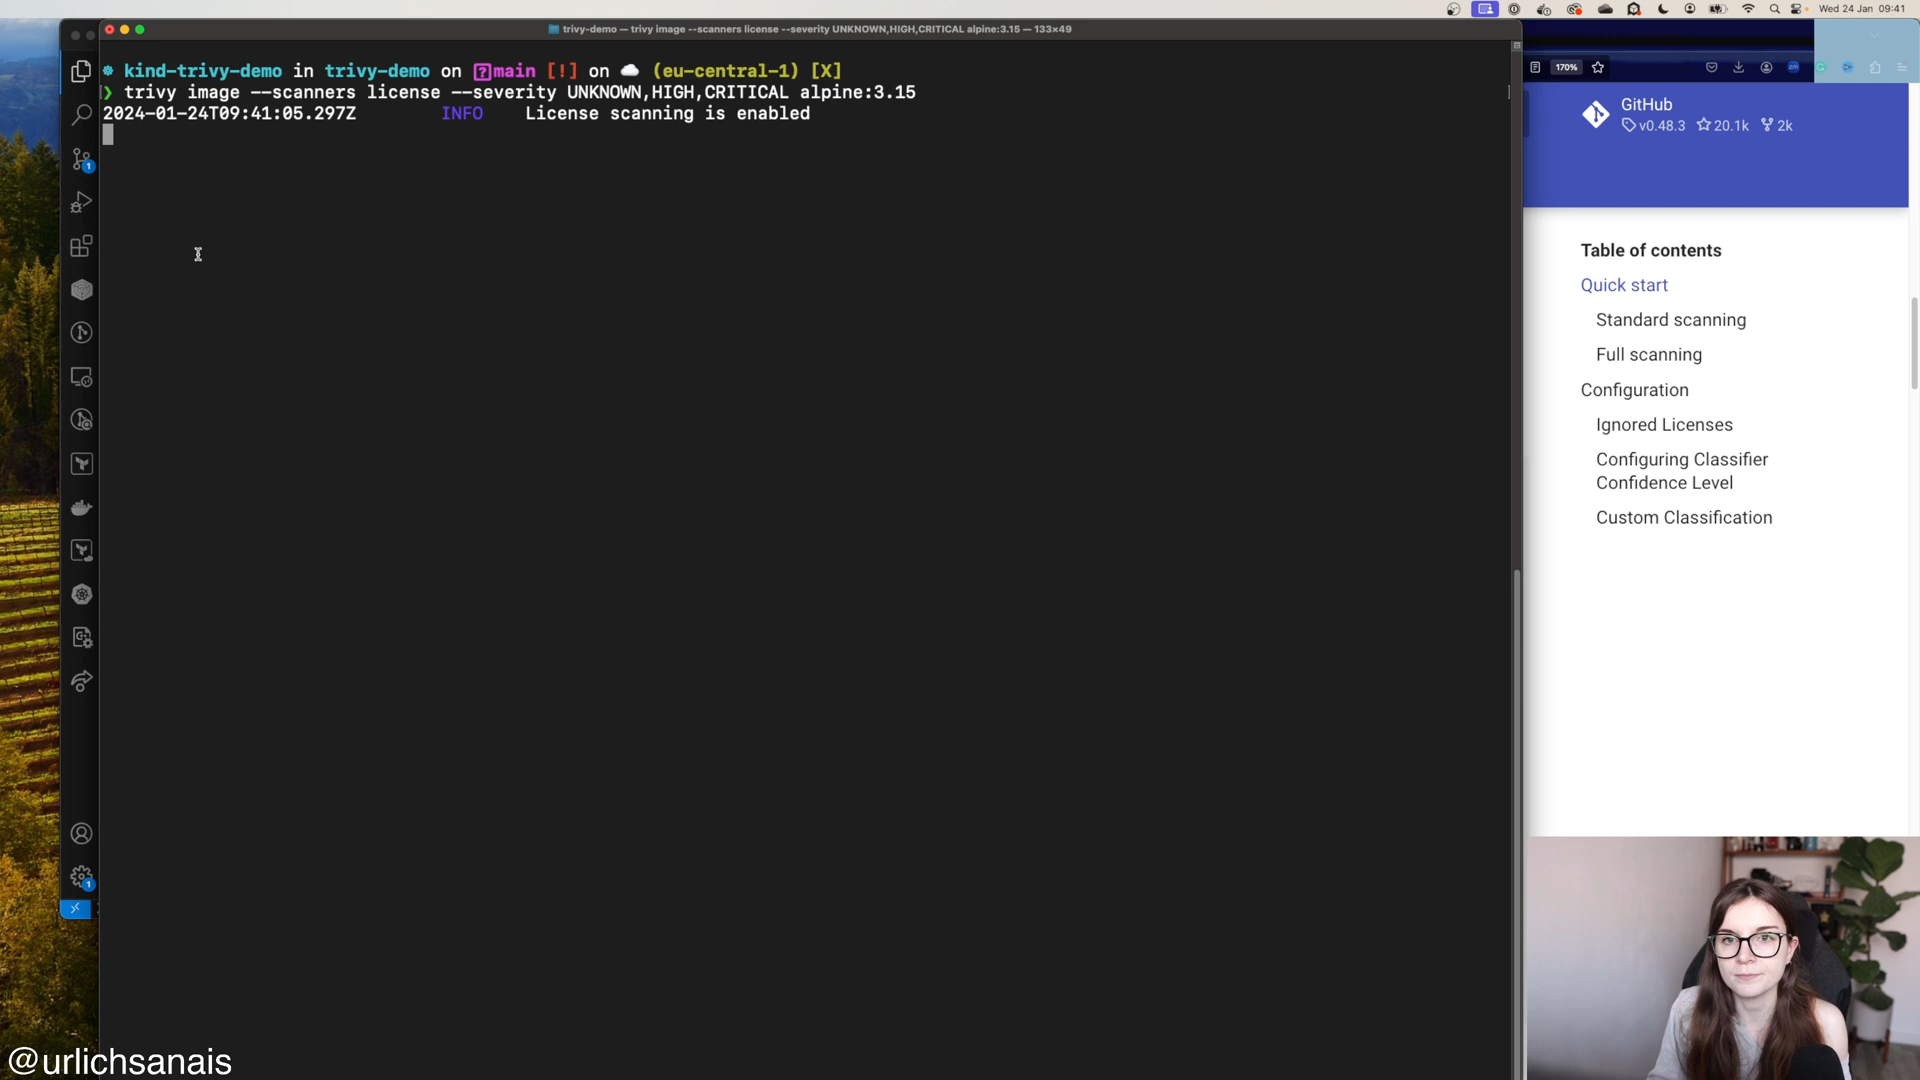 Wed 24 Jan 09:41
trivy-demo — trivy image --scanners license --severity UNKNOWN,HIGH,CRITICAL alpine:3.15 — 133×49
kind-trivy-demo in trivy-demo on main [!] on (eu-central-1) [X]
❯ trivy image --scanners license --severity UNKNOWN,HIGH,CRITICAL alpine:3.15
2024-01-24T09:41:05.297Z INFO License scanning is enabled
170%
GitHub
v0.48.3 20.1k 2k
Table of contents
Quick start
Standard scanning
Full scanning
Configuration
Ignored Licenses
Configuring Classifier
Confidence Level
Custom Classification
1
1
@urlichsanais